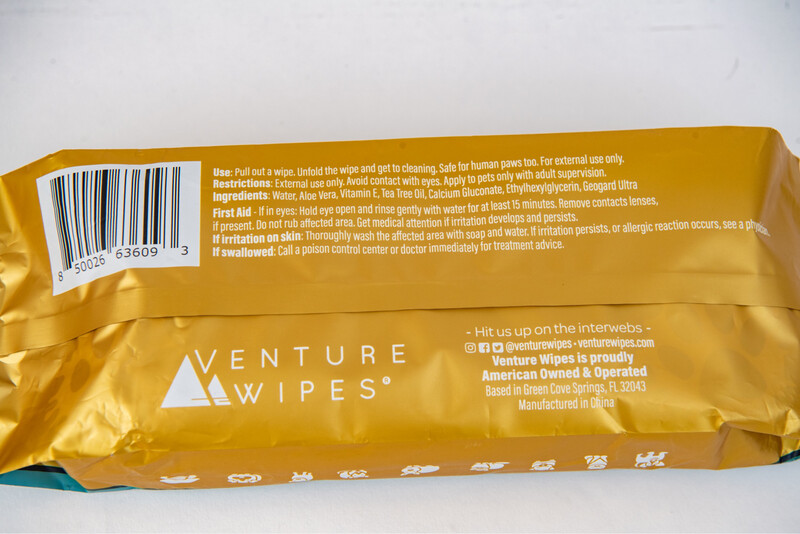 Use: Pull out a wipe. Unfold the wipe and get to cleaning. Safe for human paws too. For external use only.
Restrictions: External use only. Avoid contact with eyes. Apply to pets only with adult supervision.
Ingredients: Water, Aloe Vera, Vitamin E, Tea Tree Oil, Calcium Gluconate, Ethylhexylglycerin, Geogard Ultra
First Aid - If in eyes: Hold eye open and rinse gently with water for at least 15 minutes. Remove contacts lenses,
if present. Do not rub affected area. Get medical attention if irritation develops and persists.
If irritation on skin: Thoroughly wash the affected area with soap and water. If irritation persists, or allergic reaction occurs, see a
If swallowed: Call a poison control center or doctor immediately for treatment advice.
8 50026 63609 3
VENTURE
WIPES®
- Hit us up on the interwebs -
@venturewipes • venturewipes.com
Venture Wipes is proudly
American Owned & Operated
Based in Green Cove Springs, FL 32043
Manufactured in China